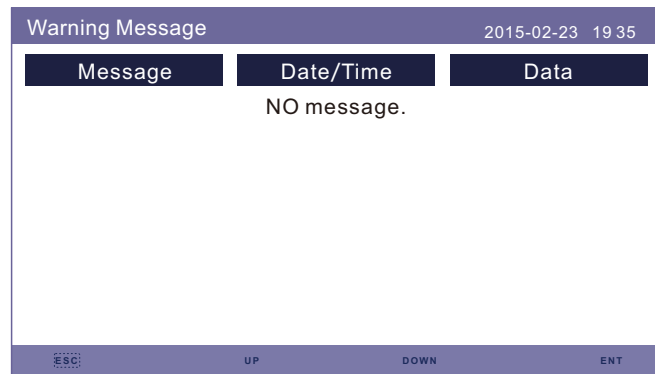 Warning Message 2015-02-23 19 35
Message Date/Time Data
NO message.
ESC UP DOWN ENT